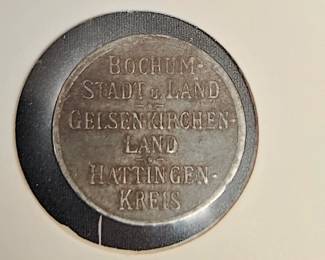 BOCHUM-
STADT u. LAND
GELSENKIRCHEN-
LAND
HATTINGEN-
KREIS